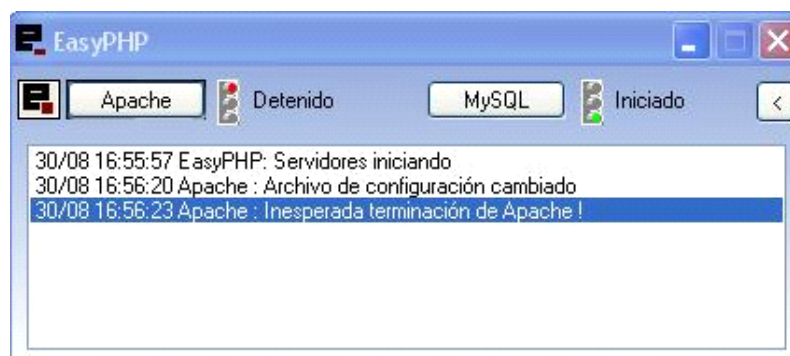 EasyPHP
Apache Detenido MySQL Iniciado <
30/08 16:55:57 EasyPHP: Servidores iniciando
30/08 16:56:20 Apache : Archivo de configuración cambiado
30/08 16:56:23 Apache : Inesperada terminación de Apache !